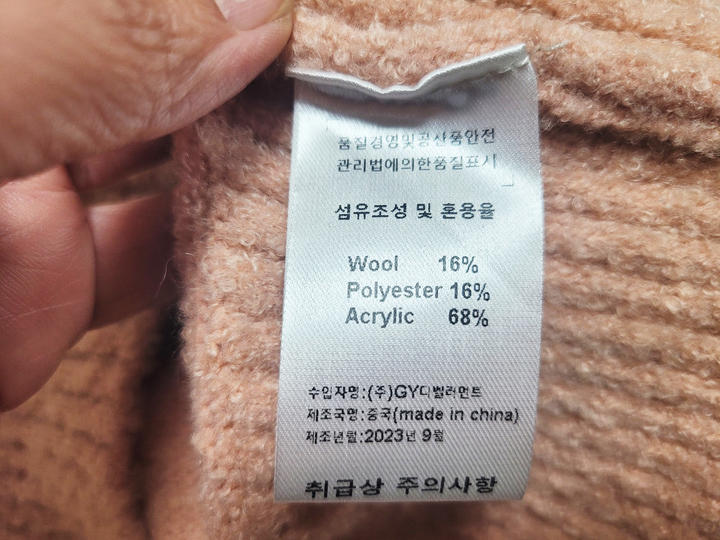 품질경영및공산품안전
관리법에의한품질표시
섬유조성 및 혼용율
Wool 16%
Polyester 16%
Acrylic 68%
수입자명:(주)GY디벨러먼트
제조국명:중국(made in china)
제조년월:2023년 9월
취급상 주의사항